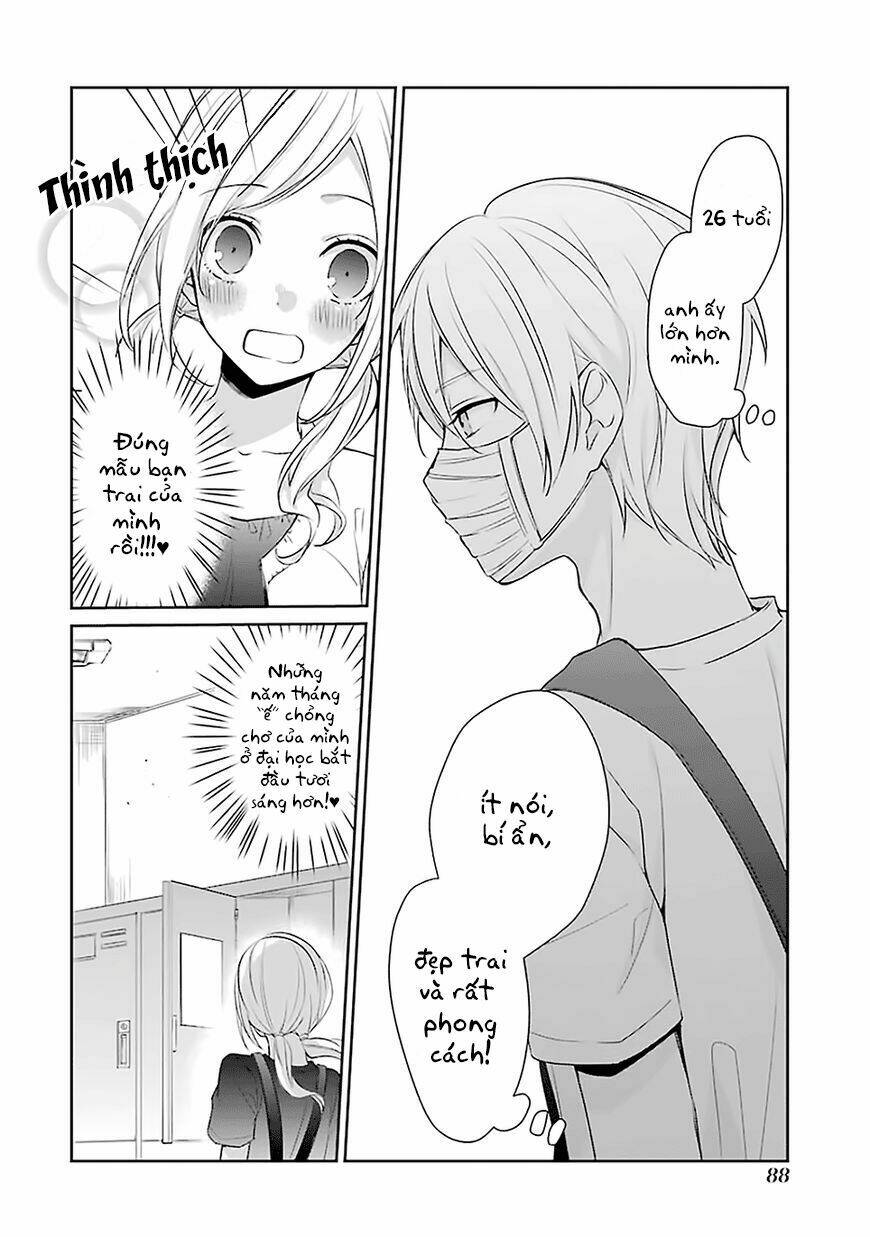 26 tuổi
anh ấy
lớn hơn
mình.
ít nói,
bí ẩn,
đẹp trai
và rất
phong
cách!
Thình thịch
Đúng
mẫu bạn
trai của
mình
rồi!!!♥
Những
năm tháng
"ế" chỏng
chơ của mình
ở đại học bắt
đầu tươi
sáng hơn!♥
88